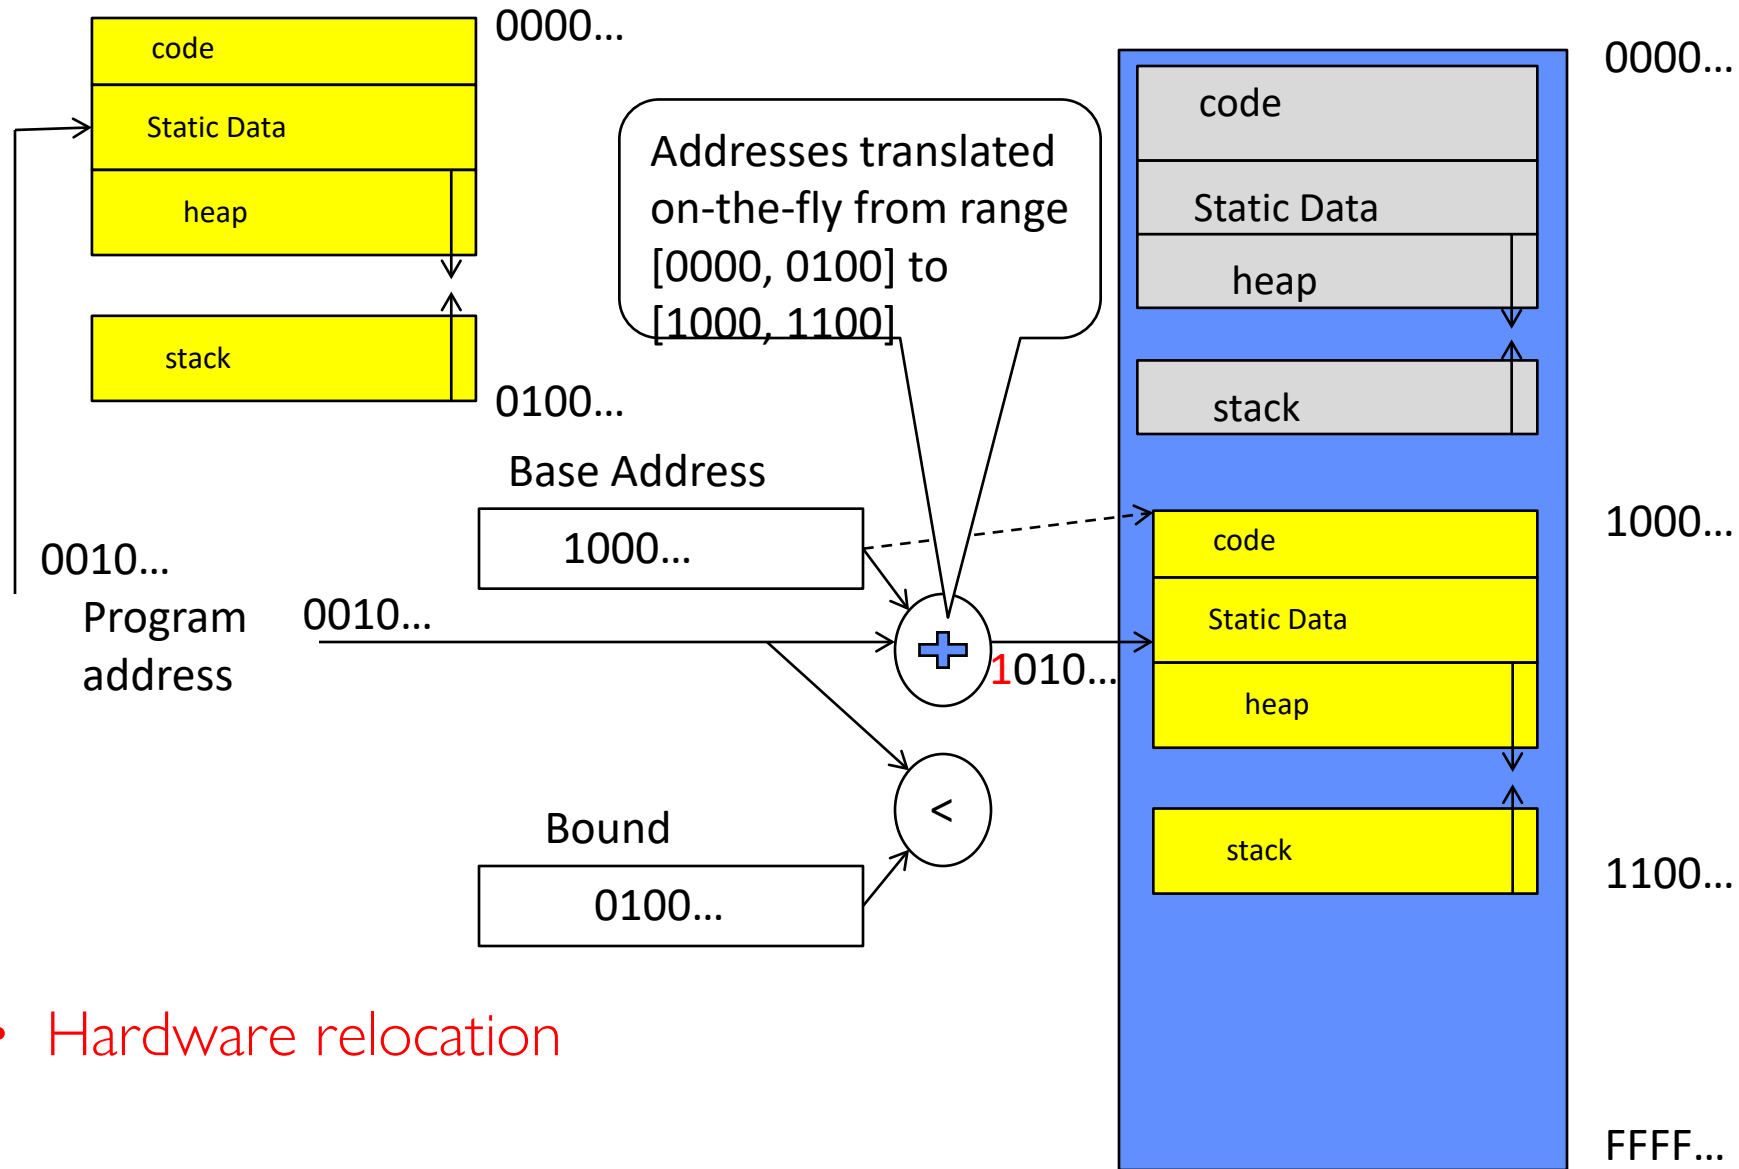 code
Static Data
heap
stack
0000...
0100...
Addresses translated
on-the-fly from range
[0000, 0100] to
[1000, 1100]
Base Address
1000...
0010...
Program
address
0010...
1010...
<
Bound
0100...
code
Static Data
heap
stack
code
Static Data
heap
stack
0000...
1000...
1100...
FFFF...
• Hardware relocation